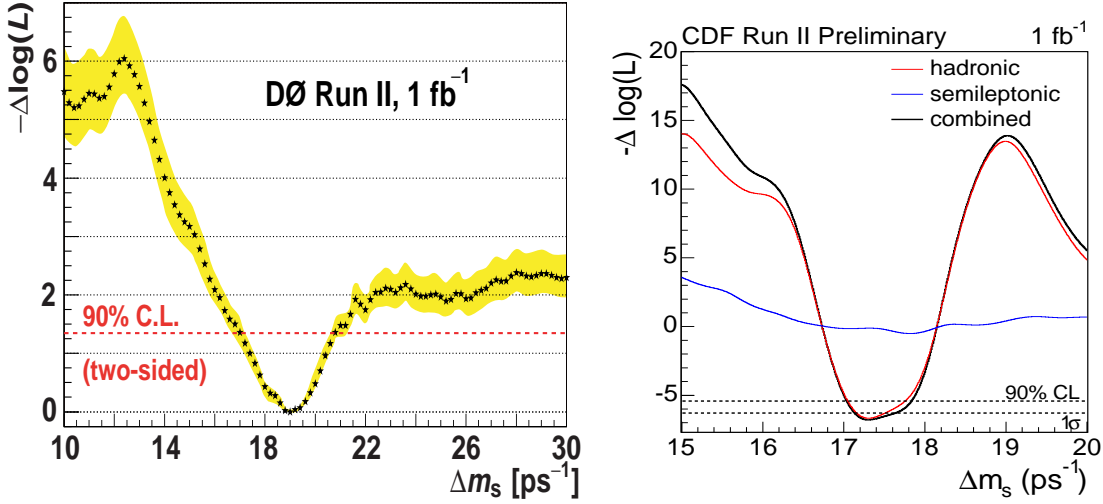 −Δlog(L)
6
4
2
0
DØ Run II, 1 fb⁻¹
90% C.L.
(two-sided)
10 14 18 22 26 30
Δmₛ [ps⁻¹]
CDF Run II Preliminary 1 fb⁻¹
-Δ log(L)
20
15
10
5
0
-5
hadronic
semileptonic
combined
90% CL
1σ
15 16 17 18 19 20
Δmₛ (ps⁻¹)